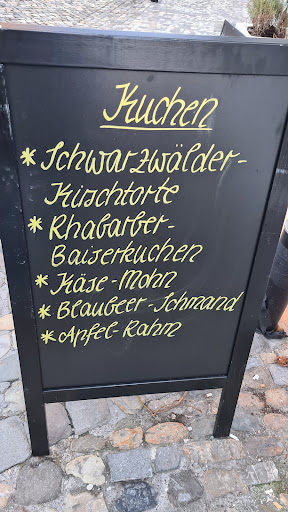 Kuchen
* Schwarzwälder-
Kirschtorte
* Rhabarber-
Baiserkuchen
* Käse-Mohn
* Blaubeer-Schmand
* Apfel-Rahm